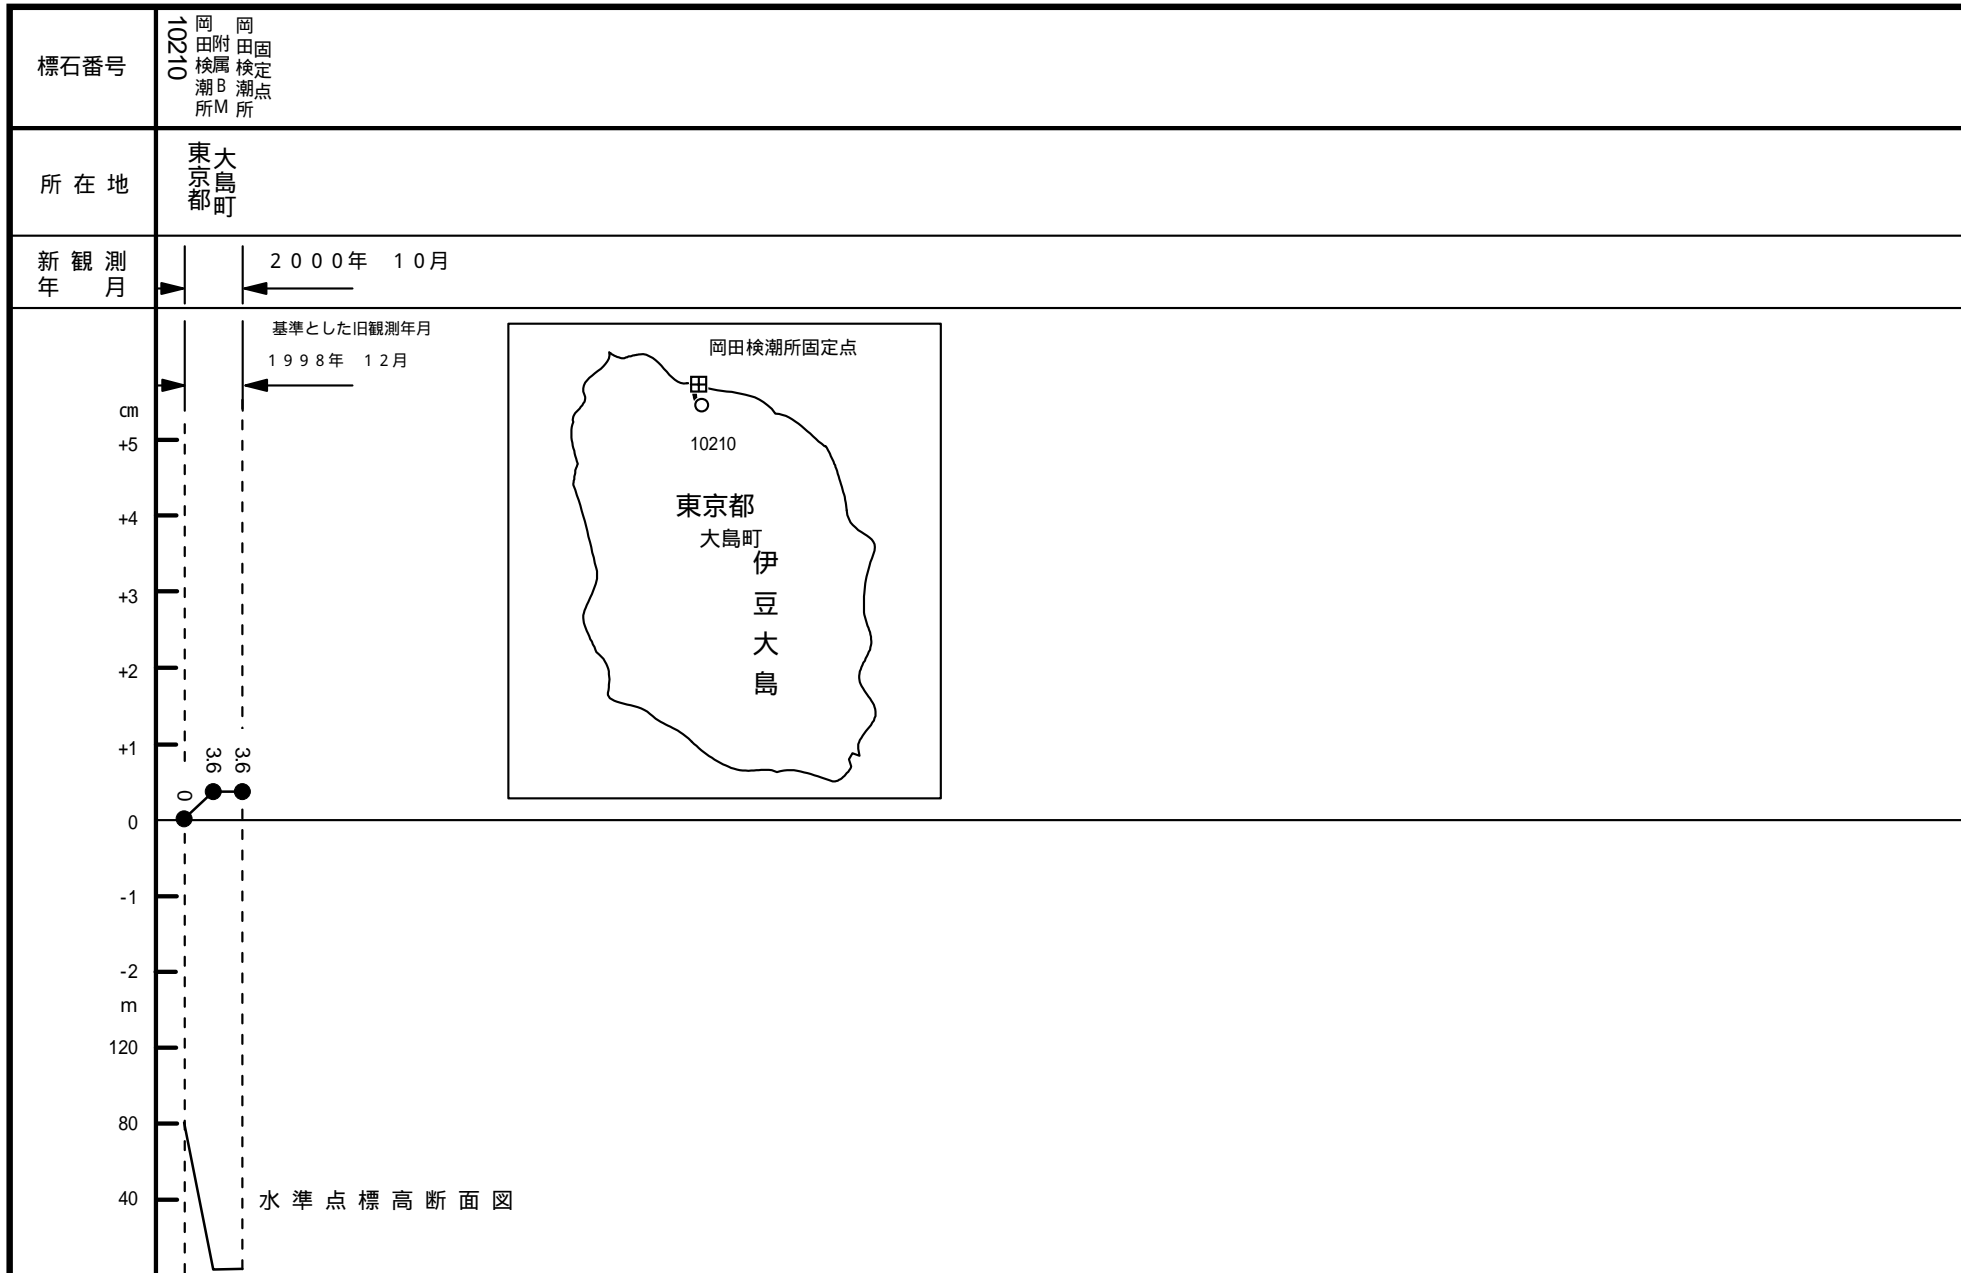 標石番号
10210
岡田検潮所
附属BM
岡田検潮所
固定点
所在地
東京都
大島町
新観測
年 月
2000年 10月
基準とした旧観測年月
1998年 12月
cm
+5
+4
+3
+2
+1
0
-1
-2
m
120
80
40
0
3.6
3.6
岡田検潮所固定点
10210
東京都
大島町
伊豆大島
水準点標高断面図